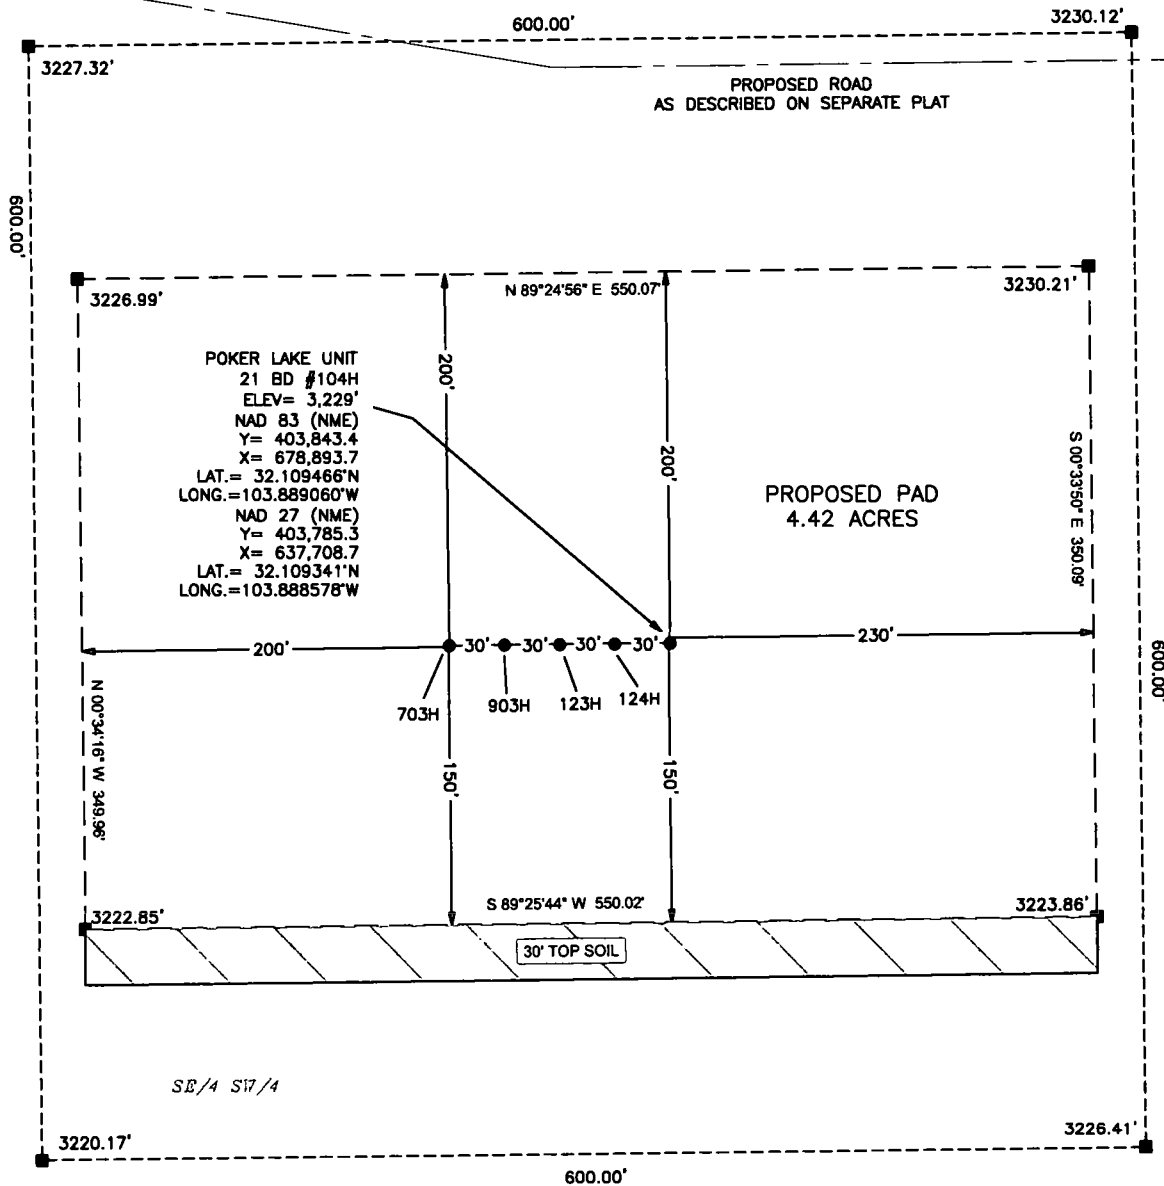 600.00'
3230.12'
3227.32'
PROPOSED ROAD
AS DESCRIBED ON SEPARATE PLAT
600.00'
3226.99'
N 89°24'56" E 550.07'
3230.21'
POKER LAKE UNIT
21 BD #104H
ELEV= 3,229'
NAD 83 (NME)
Y= 403,843.4
X= 678,893.7
LAT.= 32.109466°N
LONG.=103.889060°W
NAD 27 (NME)
Y= 403,785.3
X= 637,708.7
LAT.= 32.109341°N
LONG.=103.888578°W
200'
200'
PROPOSED PAD
4.42 ACRES
S 00°33'50" E 350.09'
200'
30'
30'
30'
30'
230'
703H
903H
123H
124H
600.00'
N 00°34'16" W 349.96'
150'
150'
3222.85'
S 89°25'44" W 550.02'
3223.86'
30' TOP SOIL
SE/4 SW/4
3220.17'
3226.41'
600.00'